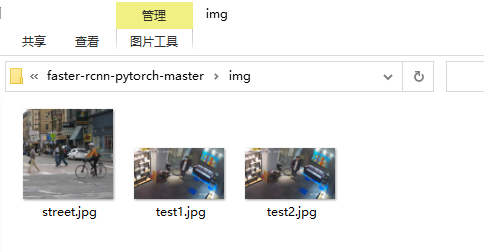 管理
img
共享
查看
图片工具
« faster-rcnn-pytorch-master > img
street.jpg
test1.jpg
test2.jpg